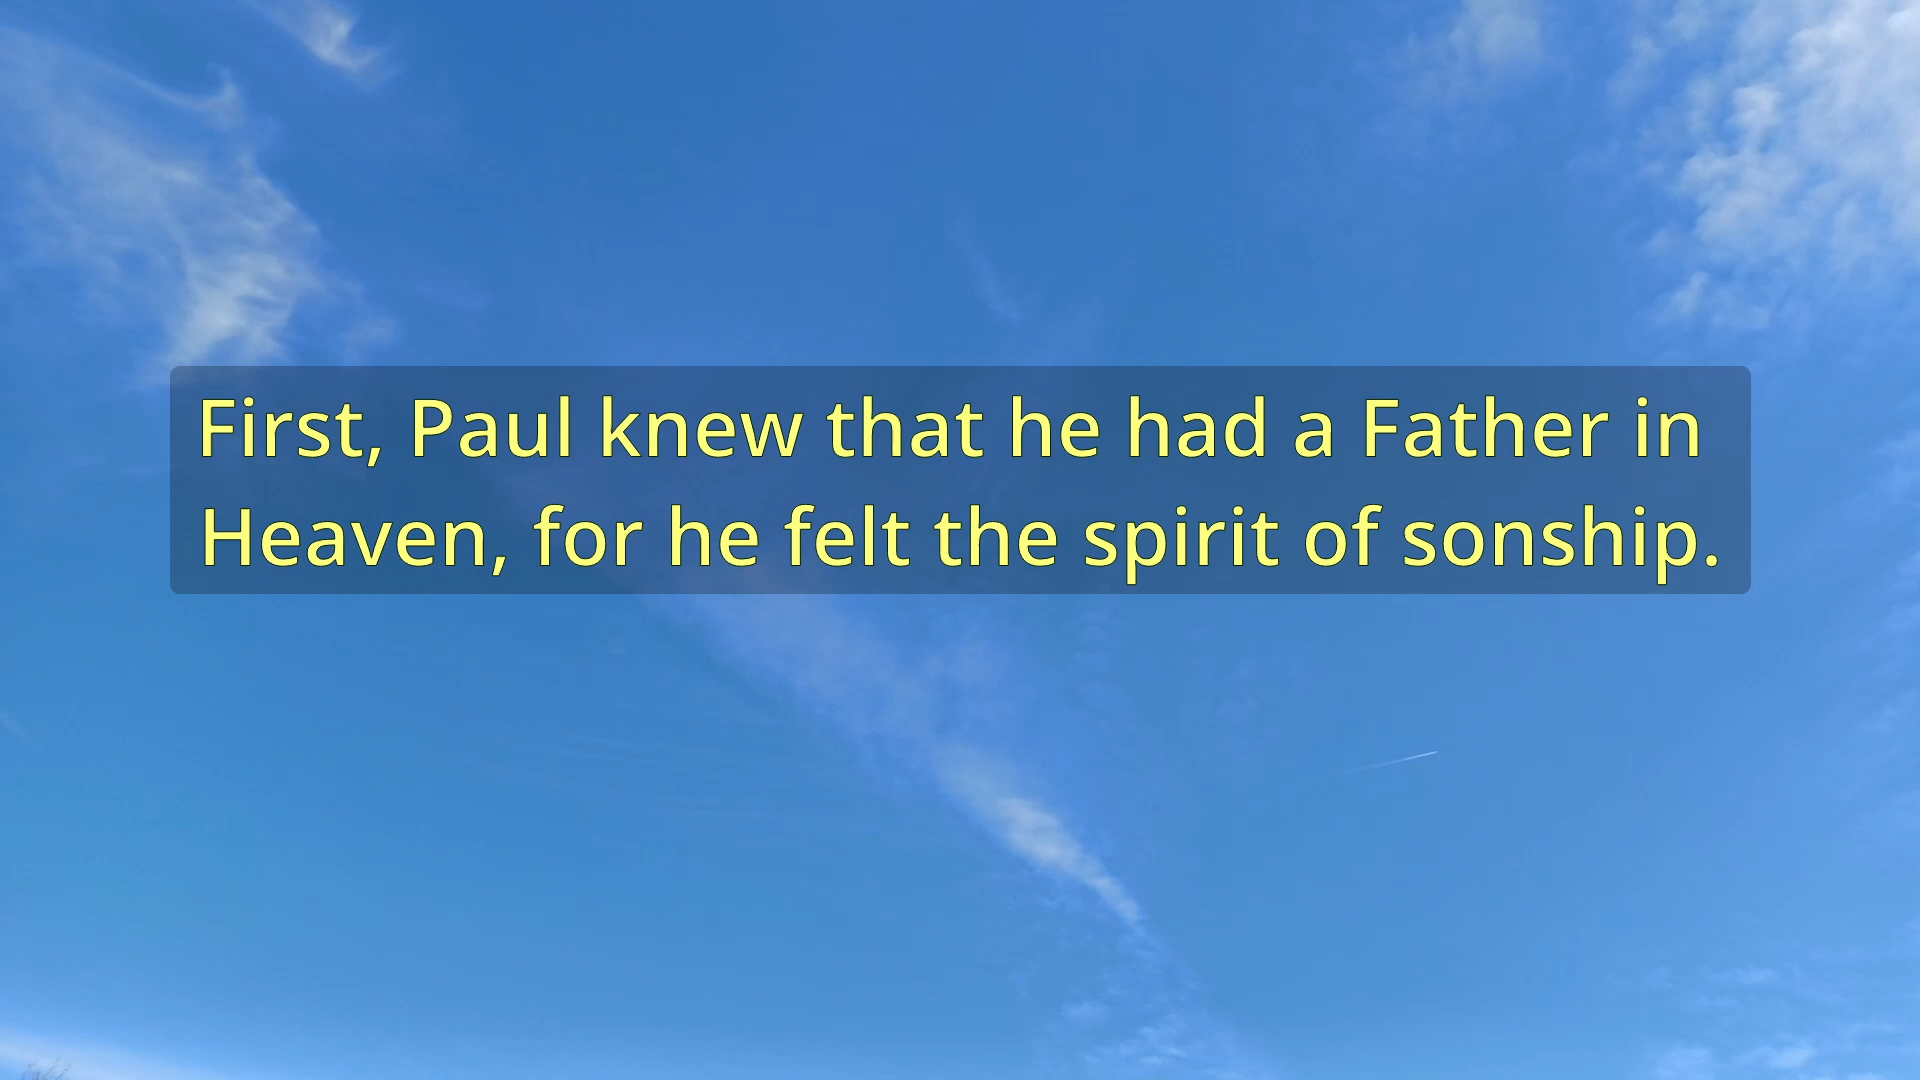 First, Paul knew that he had a Father in
Heaven, for he felt the spirit of sonship.